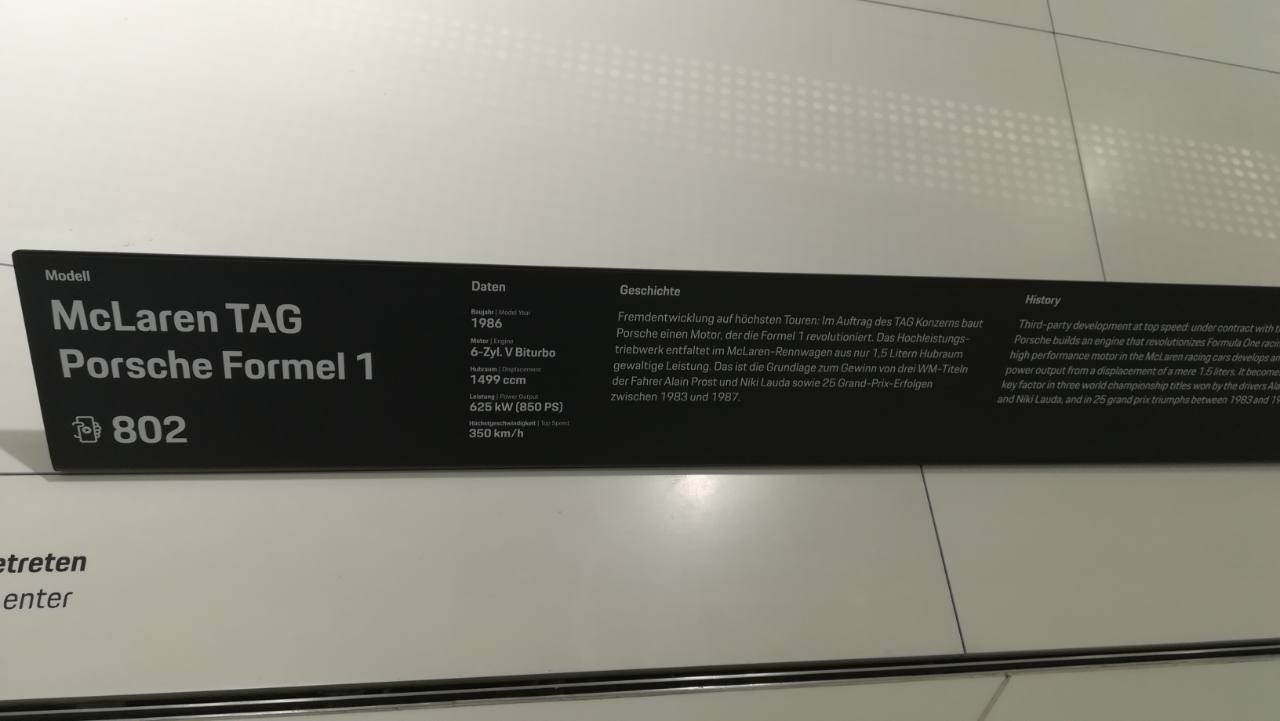 Modell
McLaren TAG
Porsche Formel 1
802
Daten
Baujahr | Model Year
1986
Motor | Engine
6-Zyl. V Biturbo
Hubraum | Displacement
1499 ccm
Leistung | Power Output
625 kW (850 PS)
Höchstgeschwindigkeit | Top Speed
350 km/h
Geschichte
Fremdentwicklung auf höchsten Touren: Im Auftrag des TAG Konzerns baut
Porsche einen Motor, der die Formel 1 revolutioniert. Das Hochleistungs-
triebwerk entfaltet im McLaren-Rennwagen aus nur 1,5 Litern Hubraum
gewaltige Leistung. Das ist die Grundlage zum Gewinn von drei WM-Titeln
der Fahrer Alain Prost und Niki Lauda sowie 25 Grand-Prix-Erfolgen
zwischen 1983 und 1987.
History
Third-party development at top speed: under contract with
Porsche builds an engine that revolutionizes Formula One
high performance motor in the McLaren racing cars develops
power output from a displacement of a mere 1.5 liters. It
key factor in three world championship titles won by the drivers
and Niki Lauda, and in 25 grand prix triumphs between 1983 and
etreten
enter